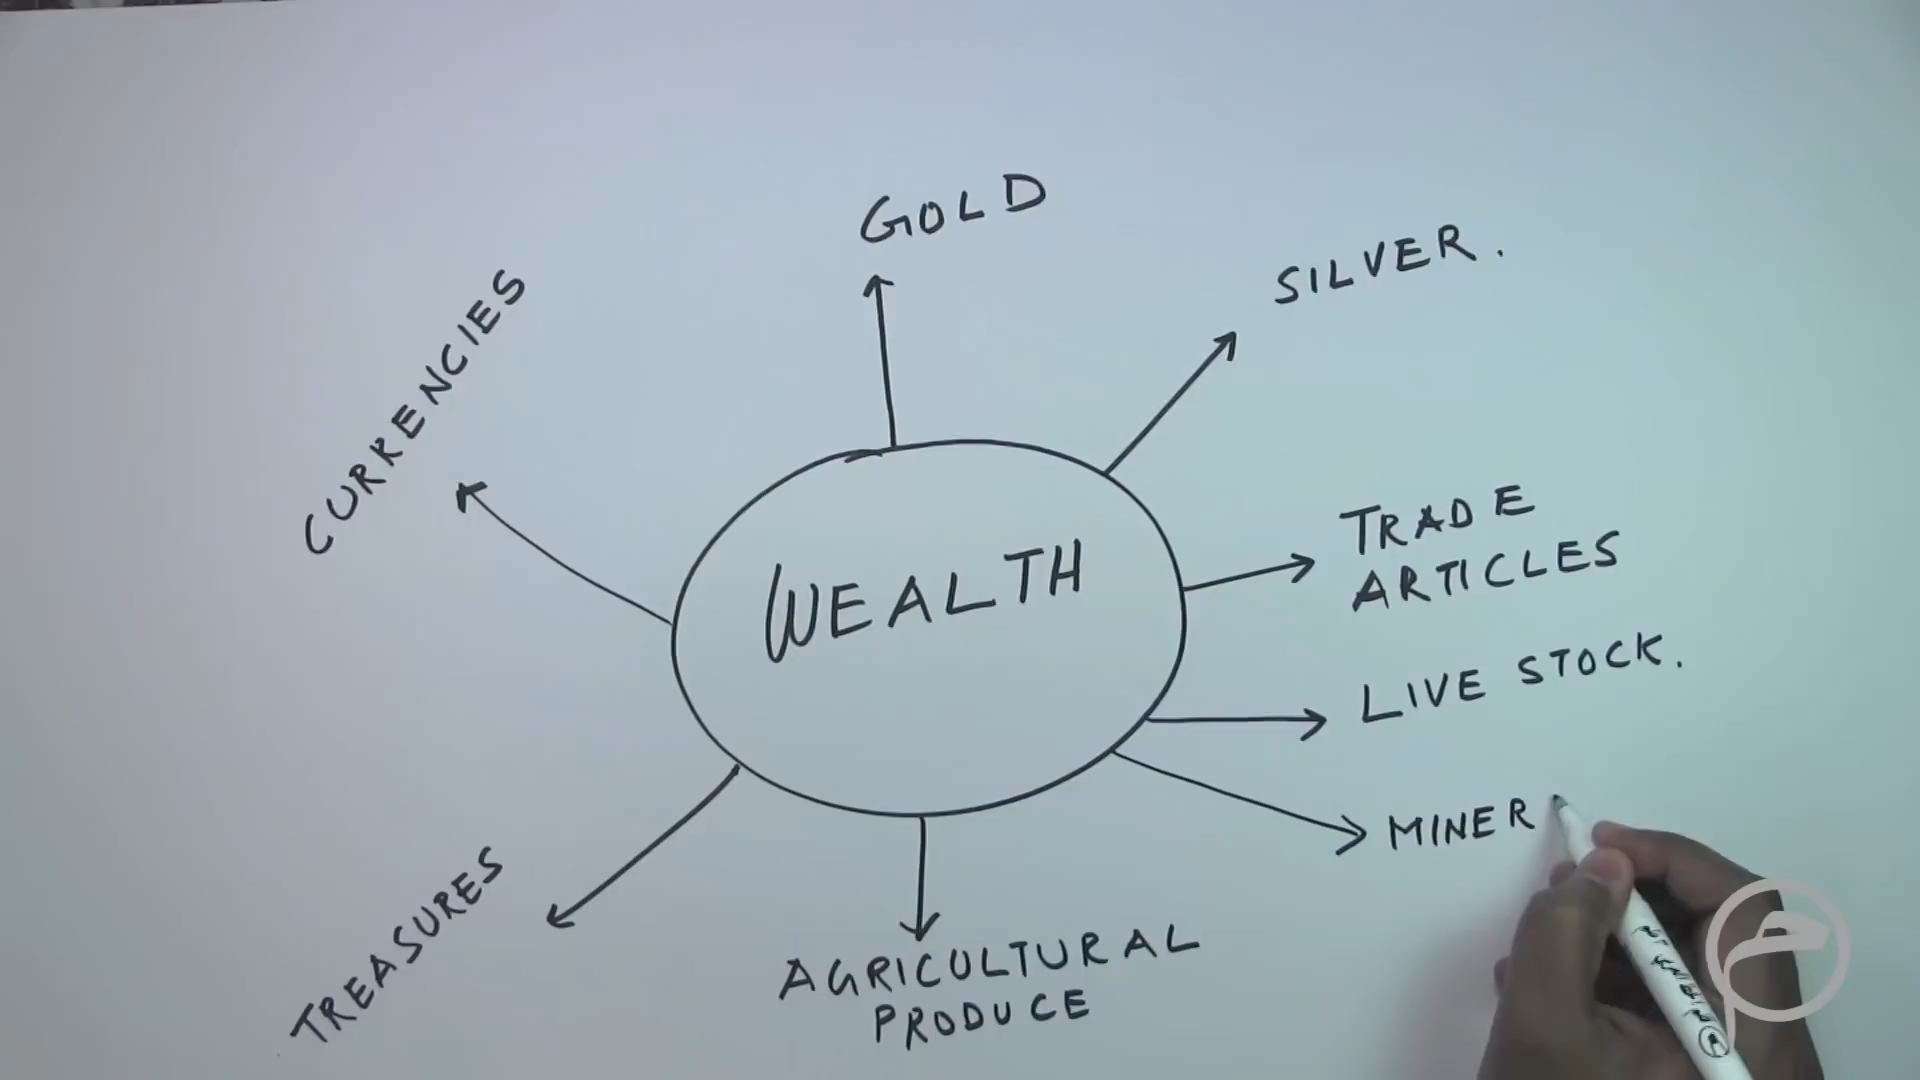 GOLD
SILVER.
CURRENCIES
TRADE
ARTICLES
WEALTH
LIVE STOCK.
MINER
TREASURES
AGRICULTURAL
PRODUCE